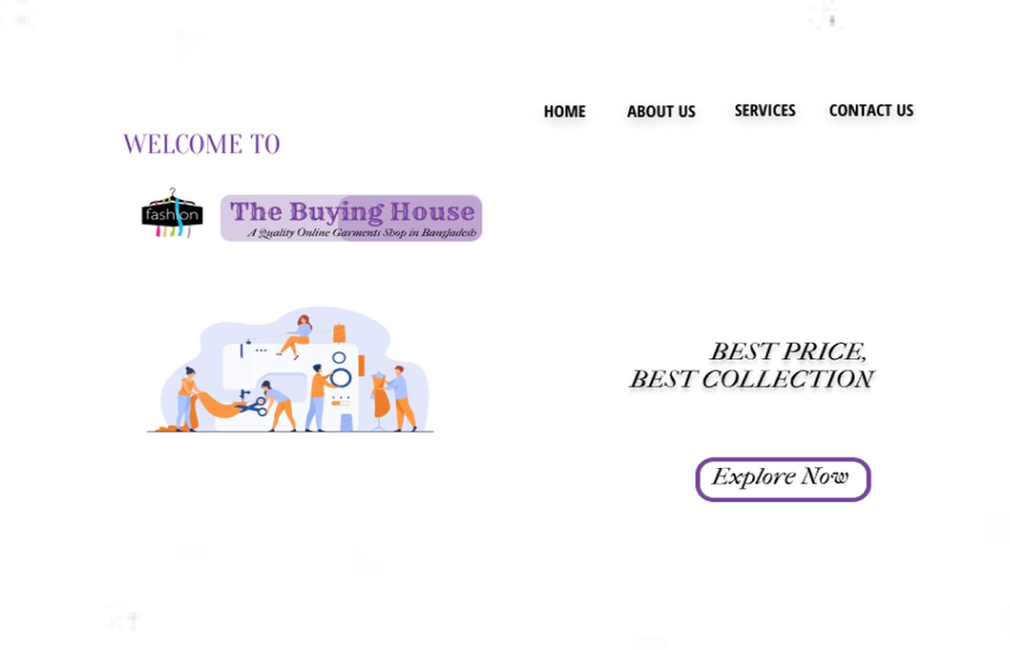 HOME ABOUT US SERVICES CONTACT US
WELCOME TO
fashion
The Buying House
A Quality Online Garments Shop in Bangladesh
BEST PRICE,
BEST COLLECTION
Explore Now